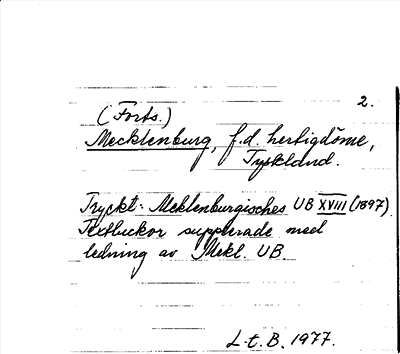 2.
(Forts.)
Mecklenburg, f.d. hertigdöme,
Tyskland.
Tryckt: Meklenburgisches UB XVIII (1897).
Textluckor supplerade med
ledning av Mekl. UB.
L-t. B. 1977.